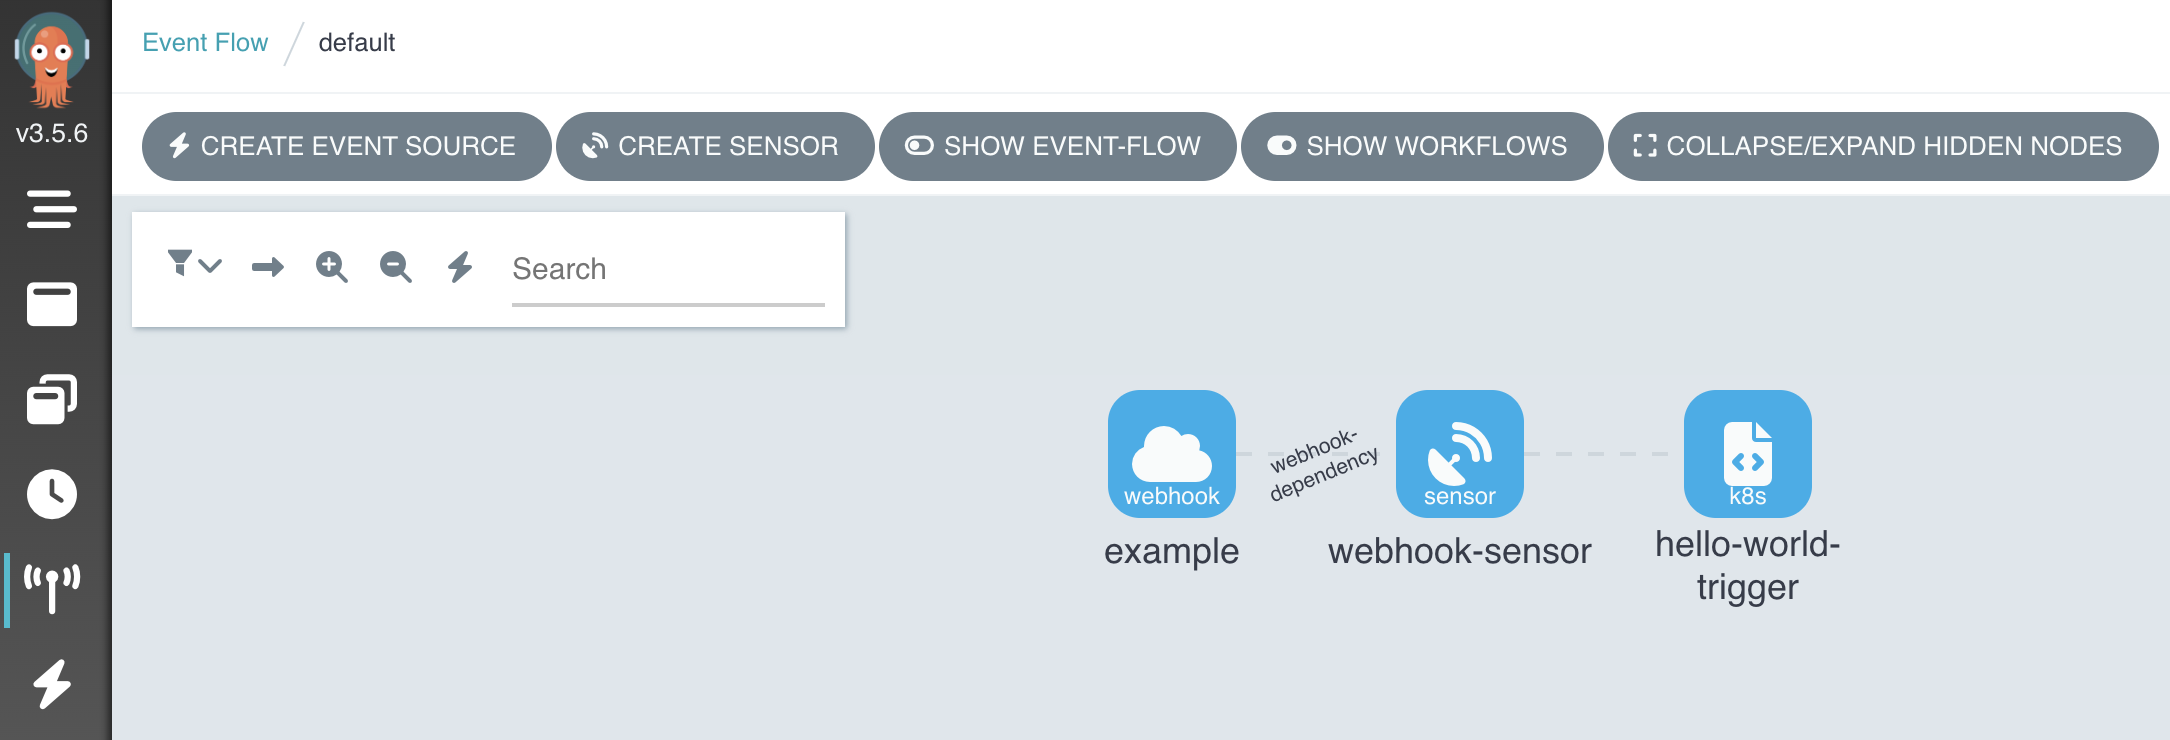 Event Flow / default
v3.5.6
CREATE EVENT SOURCE
CREATE SENSOR
SHOW EVENT-FLOW
SHOW WORKFLOWS
COLLAPSE/EXPAND HIDDEN NODES
Search
webhook
webhook-
dependency
sensor
k8s
example
webhook-sensor
hello-world-
trigger